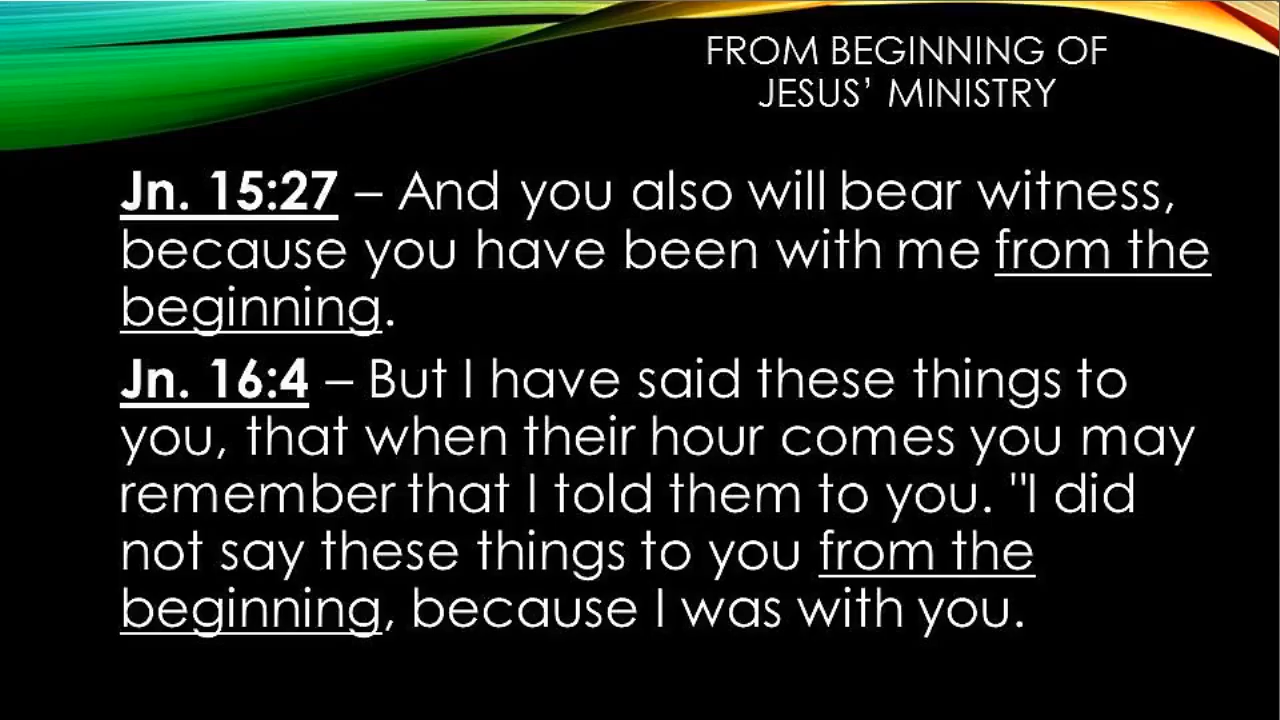 FROM BEGINNING OF
JESUS’ MINISTRY
Jn. 15:27 – And you also will bear witness,
because you have been with me from the
beginning.
Jn. 16:4 – But I have said these things to
you, that when their hour comes you may
remember that I told them to you. "I did
not say these things to you from the
beginning, because I was with you.